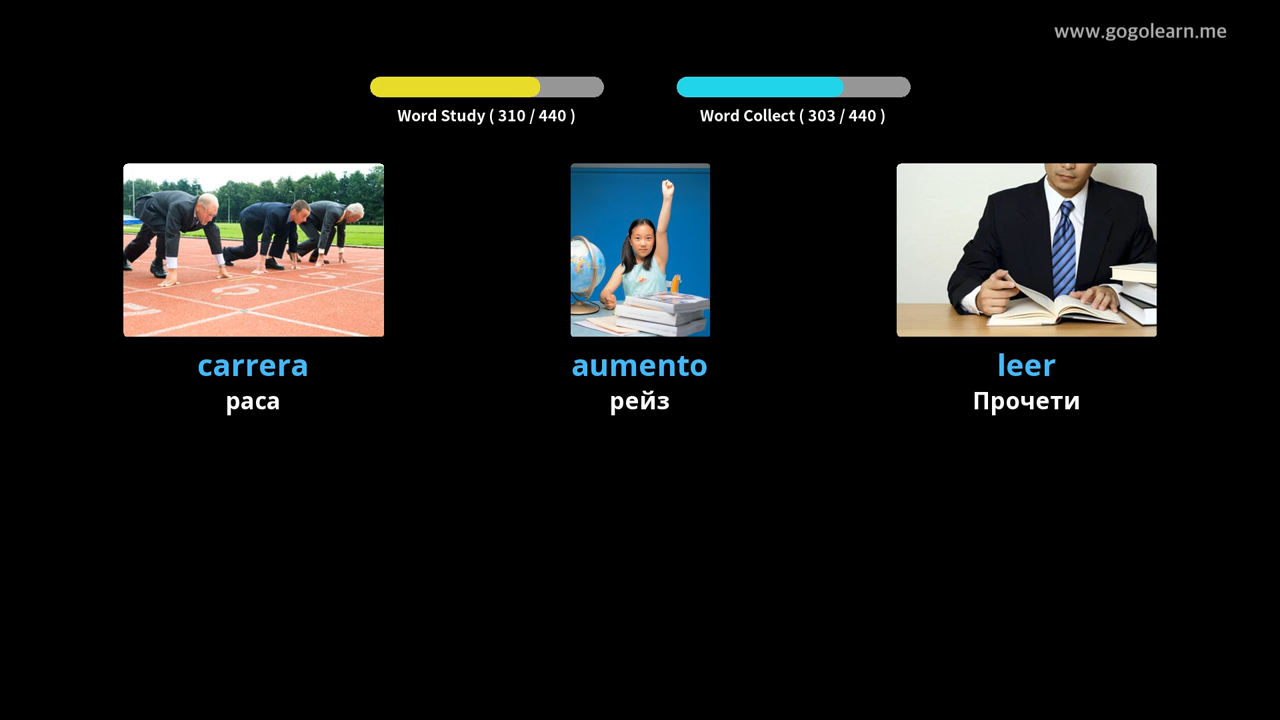 www.gogolearn.me
Word Study ( 310 / 440 )
Word Collect ( 303 / 440 )
carrera
aumento
leer
раса
рейз
Прочети